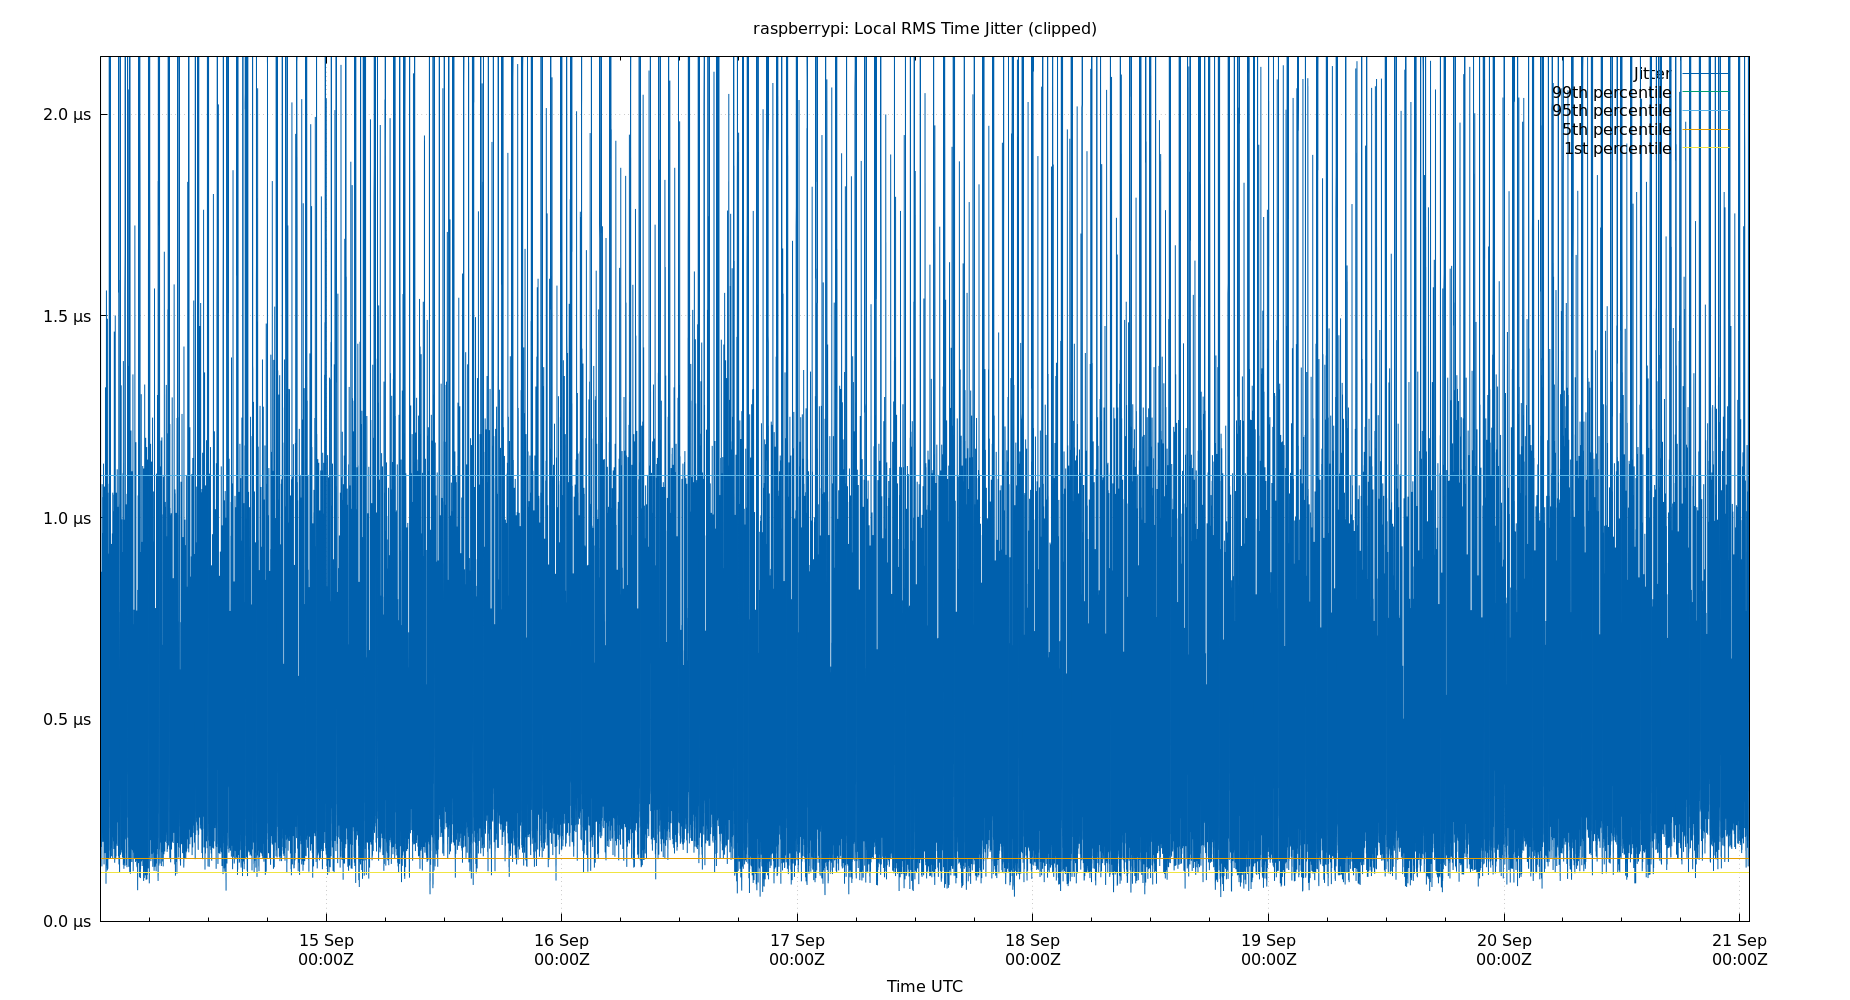 raspberrypi: Local RMS Time Jitter (clipped)
Jitter
99th percentile
95th percentile
5th percentile
1st percentile
2.0 µs
1.5 µs
1.0 µs
0.5 µs
0.0 µs
15 Sep 16 Sep 17 Sep 18 Sep 19 Sep 20 Sep 21 Sep
00:00Z 00:00Z 00:00Z 00:00Z 00:00Z 00:00Z 00:00Z
Time UTC